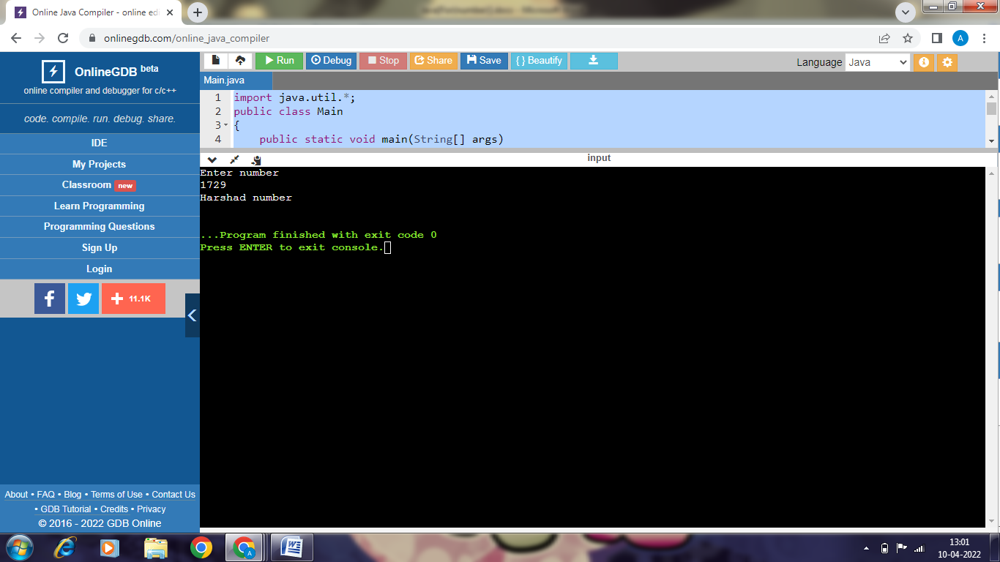 Online Java Compiler - online edi
onlinegdb.com/online_java_compiler
A
OnlineGDB beta
online compiler and debugger for c/c++
code. compile. run. debug. share.
IDE
My Projects
Classroom new
Learn Programming
Programming Questions
Sign Up
Login
f
11.1K
About • FAQ • Blog • Terms of Use • Contact Us
• GDB Tutorial • Credits • Privacy
© 2016 - 2022 GDB Online
Run Debug Stop Share Save { } Beautify
Language Java
Main.java
1 import java.util.*;
2 public class Main
3 {
4 public static void main(String[] args)
input
Enter number
1729
Harshad number
...Program finished with exit code 0
Press ENTER to exit console.
13:01
10-04-2022